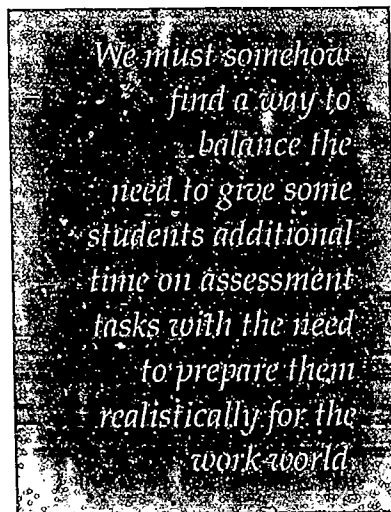 We must somehow
find a way to
balance the
need to give some
students additional
time on assessment
tasks with the need
to prepare them
realistically for the
work world.